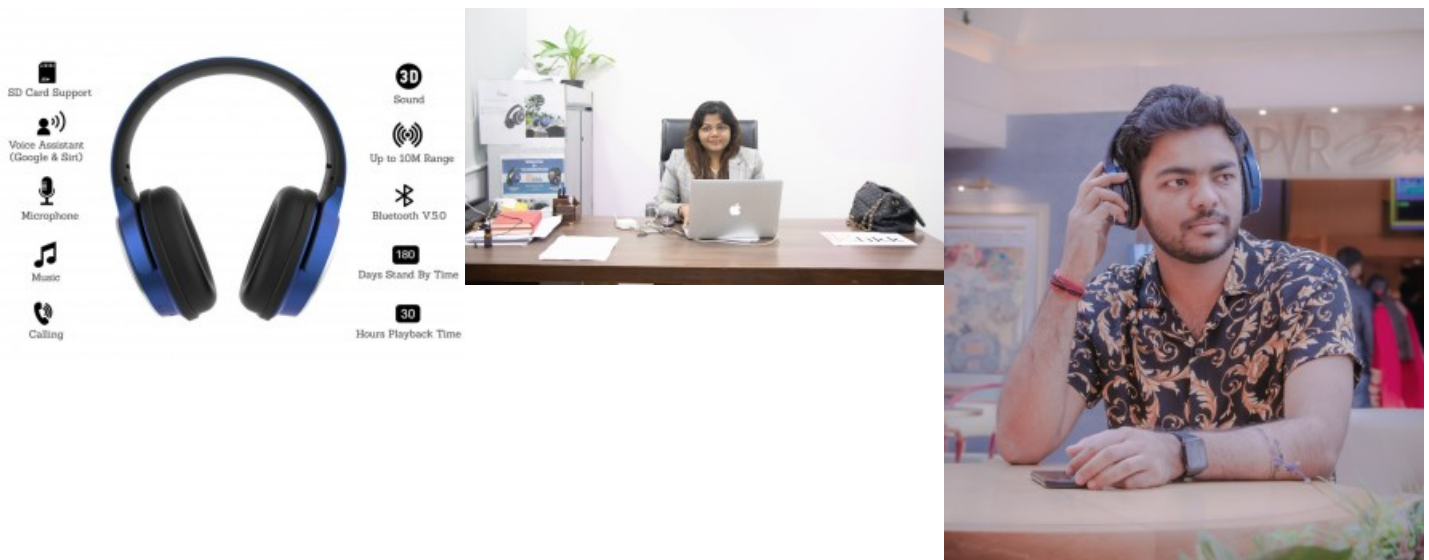 SD Card Support
Voice Assistant
(Google & Siri)
Microphone
Music
Calling
3D
Sound
Up to 10M Range
Bluetooth V.5.0
180
Days Stand By Time
30
Hours Playback Time
PVR